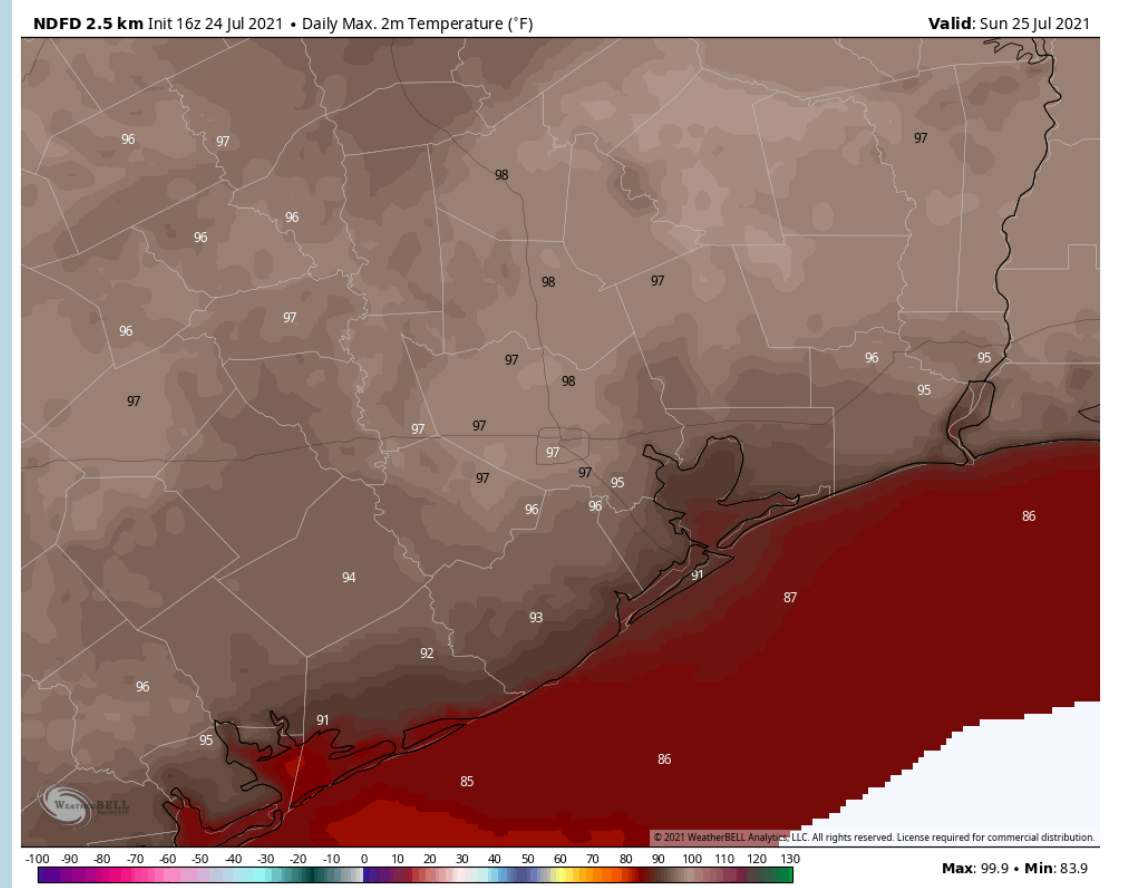 NDFD 2.5 km Init 16z 24 Jul 2021 • Daily Max. 2m Temperature (°F)
Valid: Sun 25 Jul 2021
96 97 97
98
96
96
98 97
97
96
97 96 95
98
95
97
97 97
97
97 97 95
96 96
86
94 91
87
93
92
96
91
95
86
85
WEATHERBELL
© 2021 WeatherBELL Analytics, LLC. All rights reserved. License required for commercial distribution.
-100 -90 -80 -70 -60 -50 -40 -30 -20 -10 0 10 20 30 40 50 60 70 80 90 100 110 120 130
Max: 99.9 • Min: 83.9